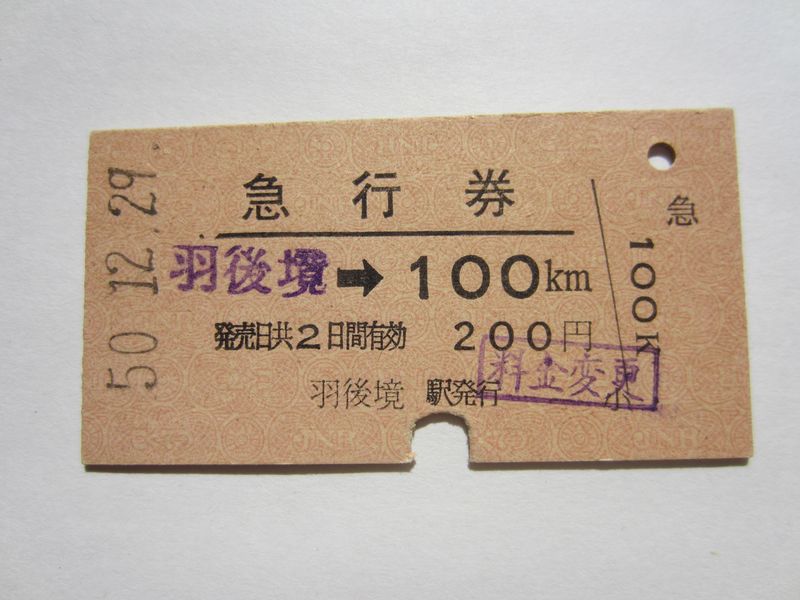 50.12.29.
急行券
羽後境➡100km
発売日共2日間有効 200円
料金変更
羽後境 駅発行
急
100K
小